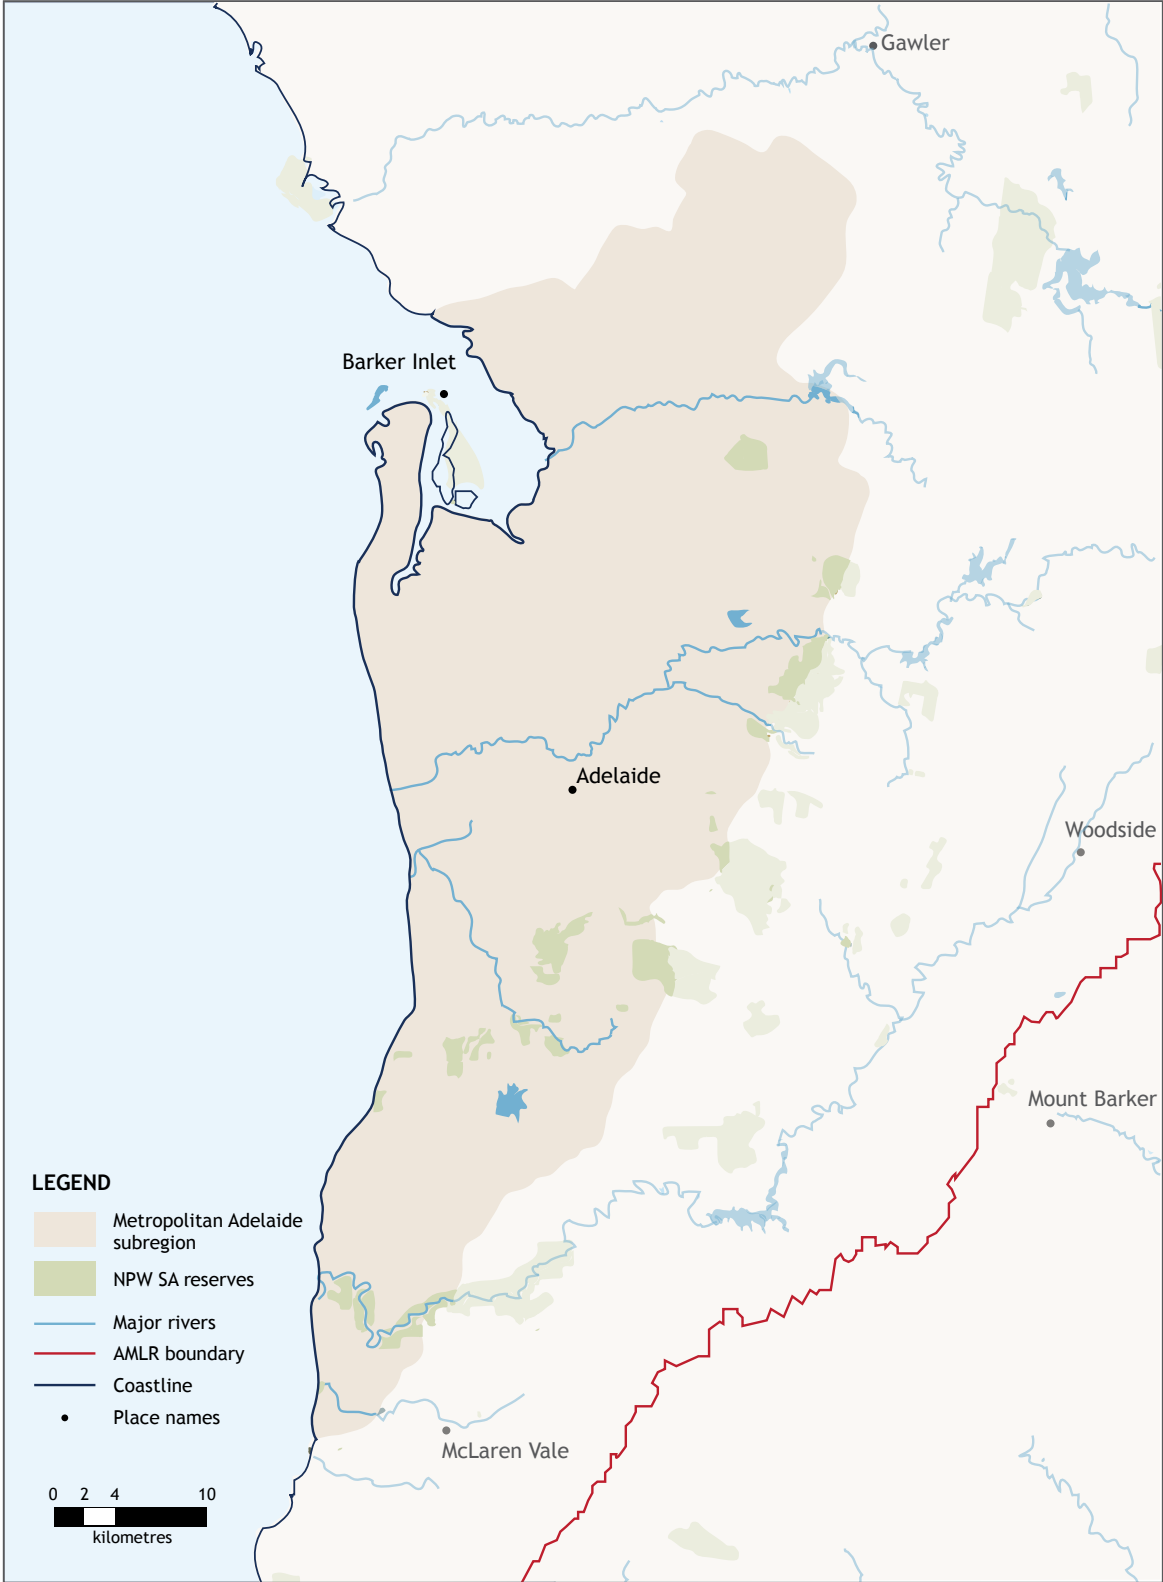 Gawler
Barker Inlet
Adelaide
Woodside
Mount Barker
LEGEND
Metropolitan Adelaide
subregion
NPW SA reserves
Major rivers
AMLR boundary
Coastline
Place names
McLaren Vale
0 2 4 10
kilometres